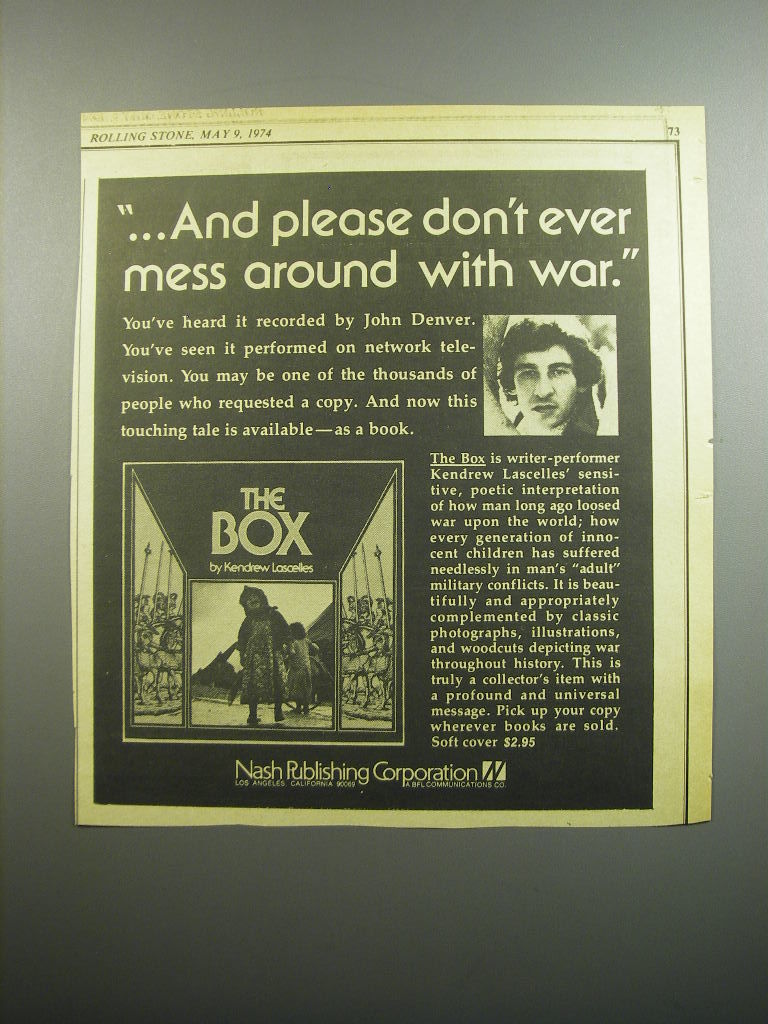 ROLLING STONE, MAY 9, 1974
73
“...And please don't ever
mess around with war.”
You've heard it recorded by John Denver.
You've seen it performed on network tele-
vision. You may be one of the thousands of
people who requested a copy. And now this
touching tale is available—as a book.
THE
BOX
by Kendrew Lascelles
The Box is writer-performer
Kendrew Lascelles' sensi-
tive, poetic interpretation
of how man long ago loosed
war upon the world; how
every generation of inno-
cent children has suffered
needlessly in man's “adult”
military conflicts. It is beau-
tifully and appropriately
complemented by classic
photographs, illustrations,
and woodcuts depicting war
throughout history. This is
truly a collector's item with
a profound and universal
message. Pick up your copy
wherever books are sold.
Soft cover $2.95
Nash Publishing Corporation
LOS ANGELES, CALIFORNIA 90069
A BFL COMMUNICATIONS CO.